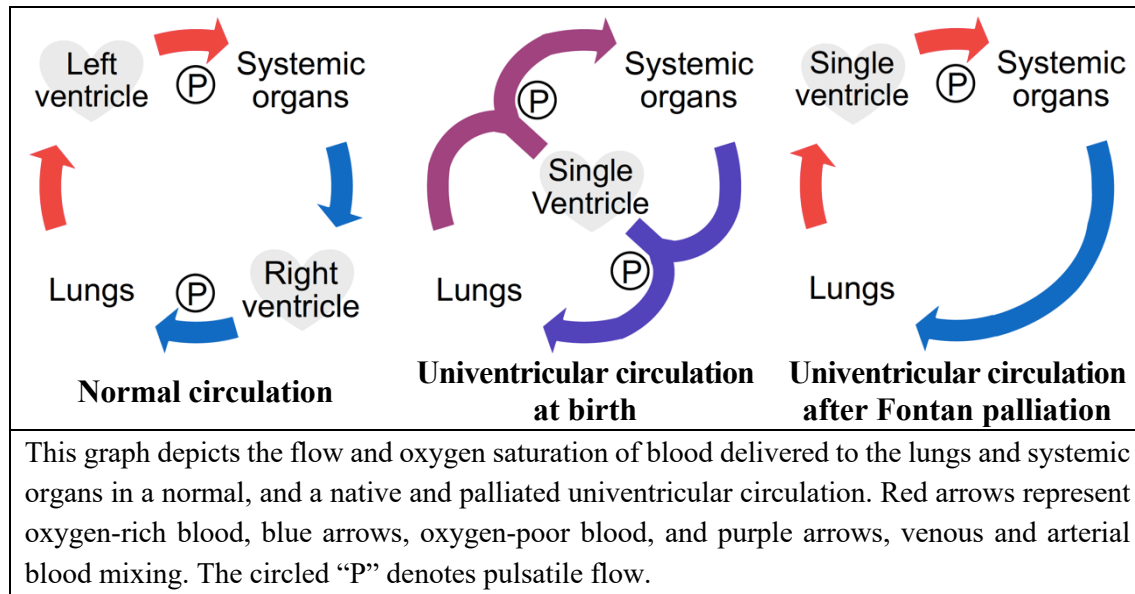 Left
ventricle
P
Systemic
organs
Lungs
P
Right
ventricle
Normal circulation
P
Systemic
organs
Single
Ventricle
P
Lungs
Univentricular circulation
at birth
Single
ventricle
P
Systemic
organs
Lungs
Univentricular circulation
after Fontan palliation
This graph depicts the flow and oxygen saturation of blood delivered to the lungs and systemic
organs in a normal, and a native and palliated univentricular circulation. Red arrows represent
oxygen-rich blood, blue arrows, oxygen-poor blood, and purple arrows, venous and arterial
blood mixing. The circled “P” denotes pulsatile flow.